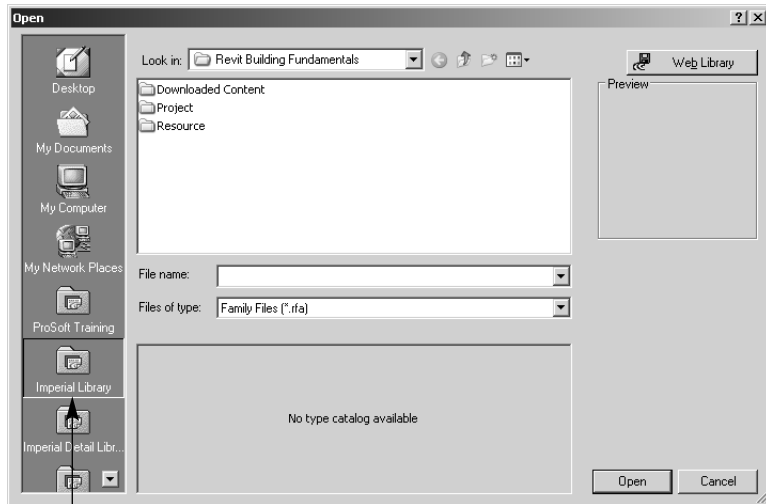 Open
Desktop
My Documents
My Computer
My Network Places
ProSoft Training
Imperial Library
Imperial Detail Libr...
Look in: Revit Building Fundamentals
Downloaded Content
Project
Resource
File name:
Files of type: Family Files (*.rfa)
No type catalog available
Web Library
Preview
Open Cancel